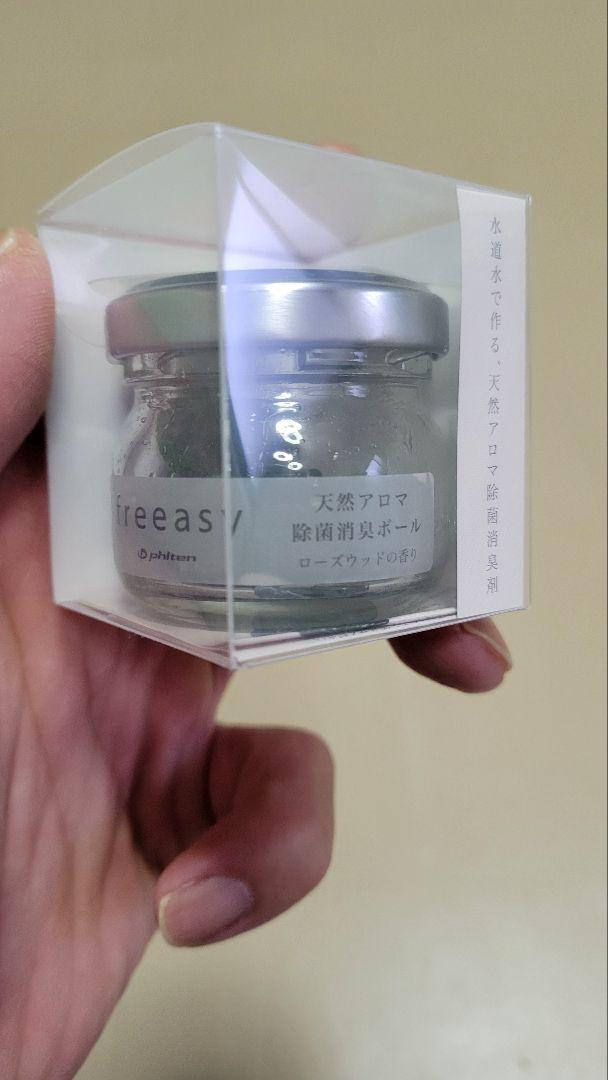 freeasy
phiten
天然アロマ
除菌消臭ボール
ローズウッドの香り
水道水で作る、天然アロマ除菌消臭剤